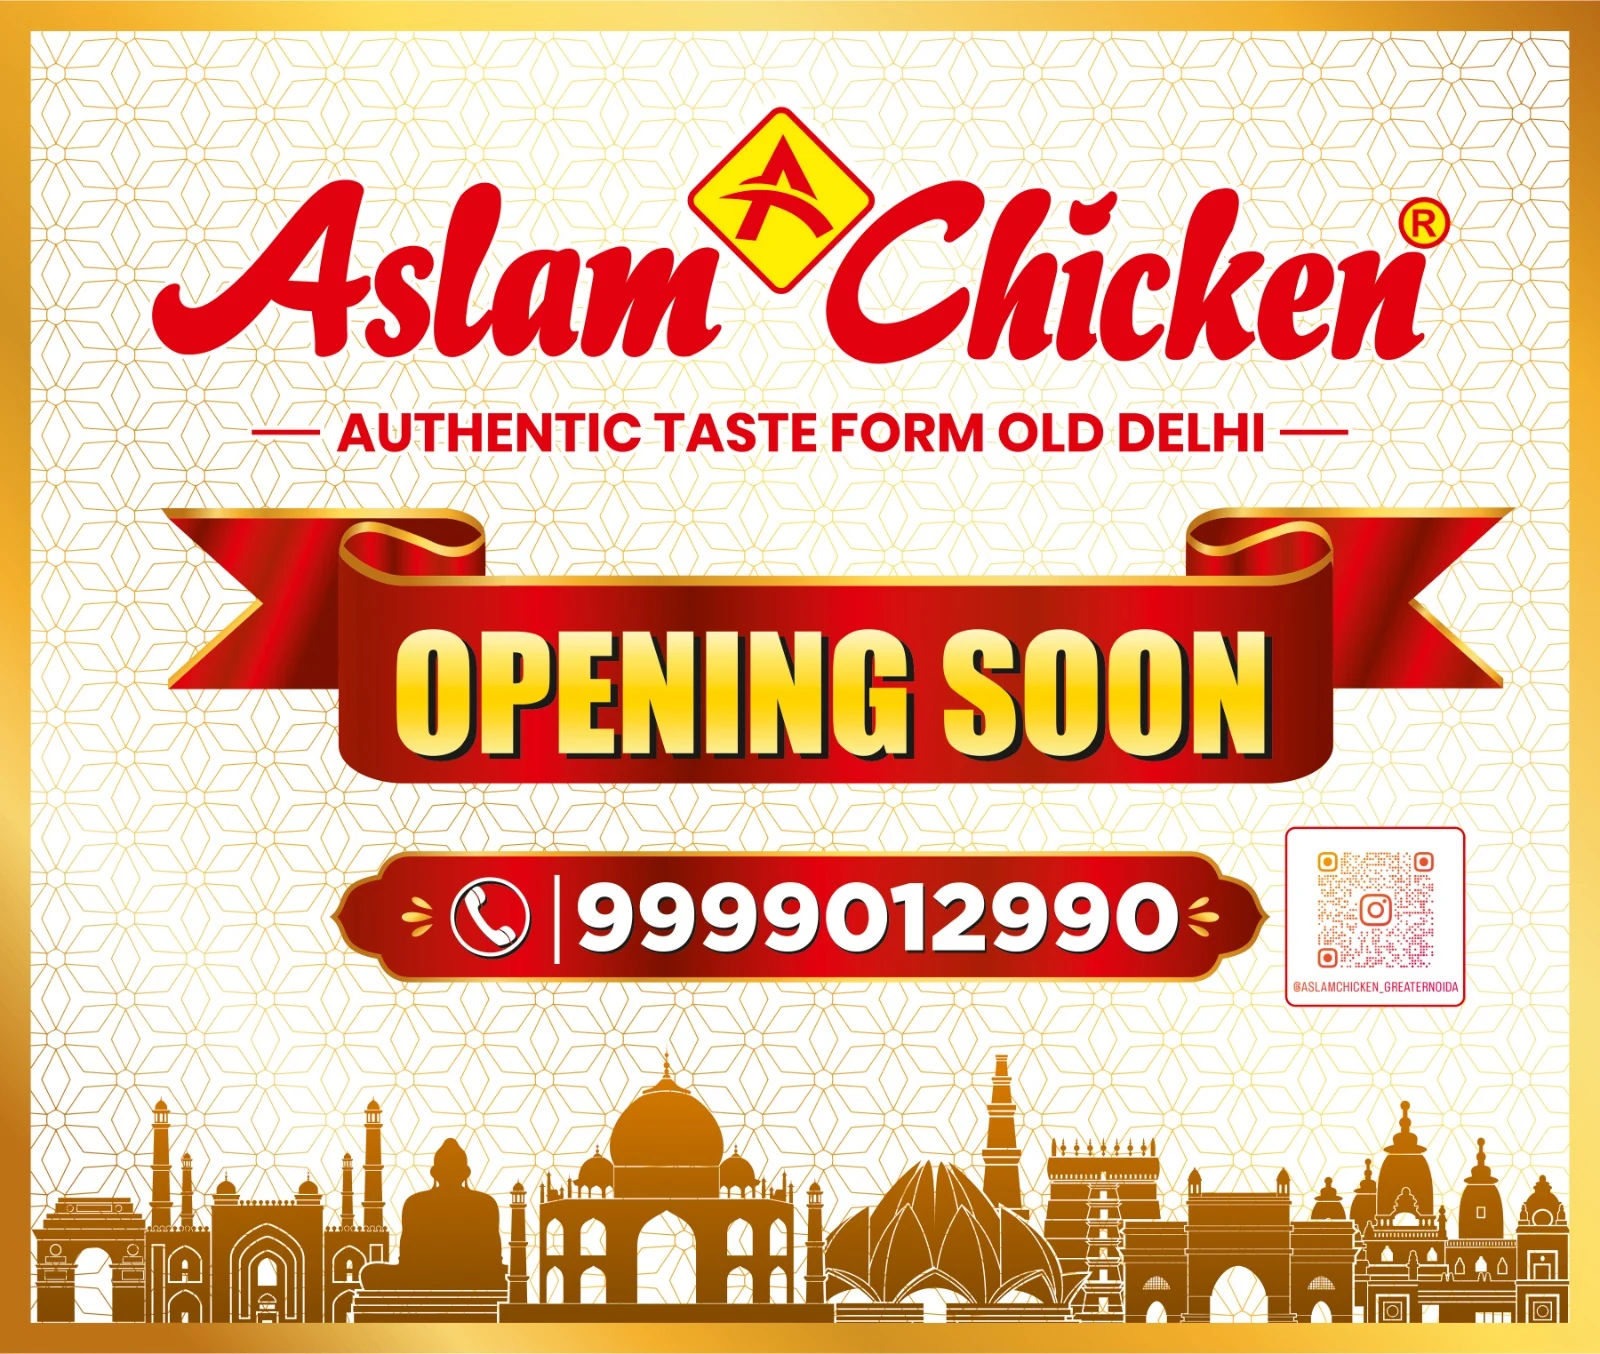 Aslam Chicken®
AUTHENTIC TASTE FORM OLD DELHI
OPENING SOON
9999012990
@ASLAMCHICKEN_GREATERNOIDA